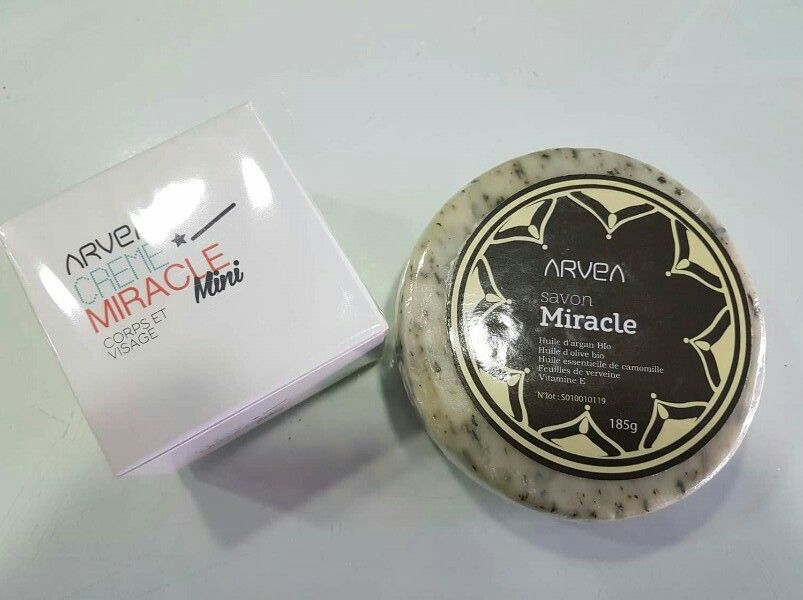 ARVEA
CREME
MIRACLE
Mini
CORPS ET
VISAGE
ARVEA
savon
Miracle
Huile d'argan BIo
Huile d'olive bio
Huile essentielle de camomille
Feuilles de verveine
Vitamine E
N°lot : S010010119
185g